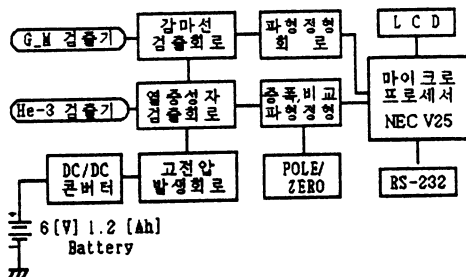 G_M 검출기
감마선
검출회로
파형정형
회 로
LCD
He-3 검출기
열중성자
검출회로
증폭,비교
파형정형
마이크로
프로세서
NEC V25
DC/DC
콘버터
고전압
발생회로
POLE/
ZERO
RS-232
6[V] 1.2 [Ah]
Battery